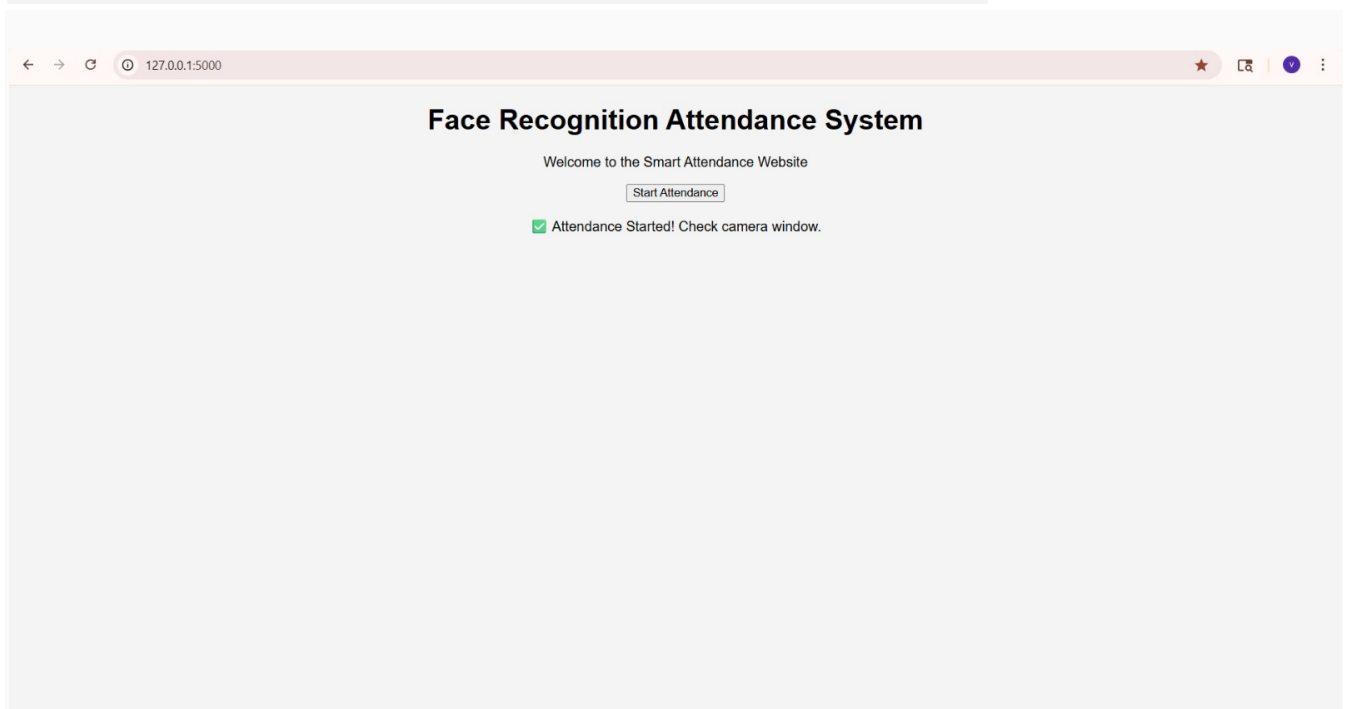 127.0.0.1:5000
V
Face Recognition Attendance System
Welcome to the Smart Attendance Website
Start Attendance
✅ Attendance Started! Check camera window.